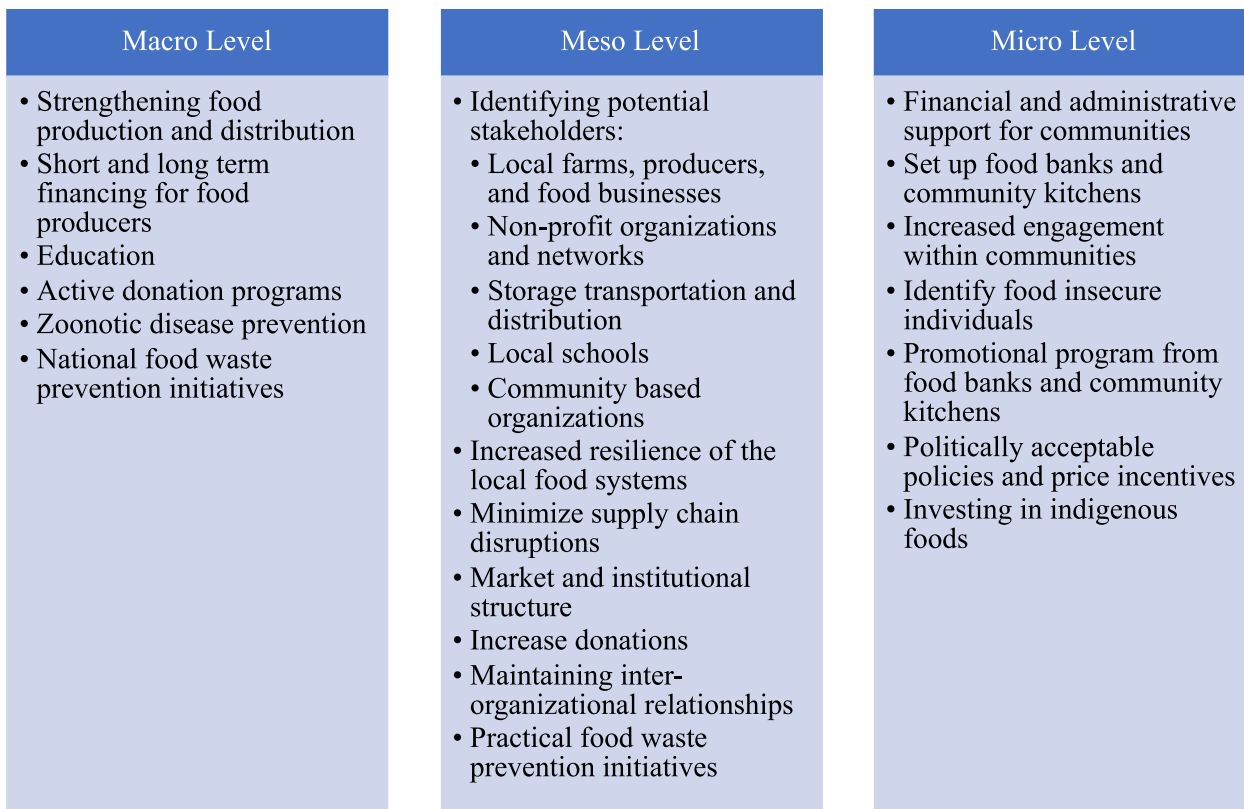 Macro Level
• Strengthening food
production and distribution
• Short and long term
financing for food
producers
• Education
• Active donation programs
• Zoonotic disease prevention
• National food waste
prevention initiatives
Meso Level
• Identifying potential
stakeholders:
• Local farms, producers,
and food businesses
• Non-profit organizations
and networks
• Storage transportation and
distribution
• Local schools
• Community based
organizations
• Increased resilience of the
local food systems
• Minimize supply chain
disruptions
• Market and institutional
structure
• Increase donations
• Maintaining inter-
organizational relationships
• Practical food waste
prevention initiatives
Micro Level
• Financial and administrative
support for communities
• Set up food banks and
community kitchens
• Increased engagement
within communities
• Identify food insecure
individuals
• Promotional program from
food banks and community
kitchens
• Politically acceptable
policies and price incentives
• Investing in indigenous
foods